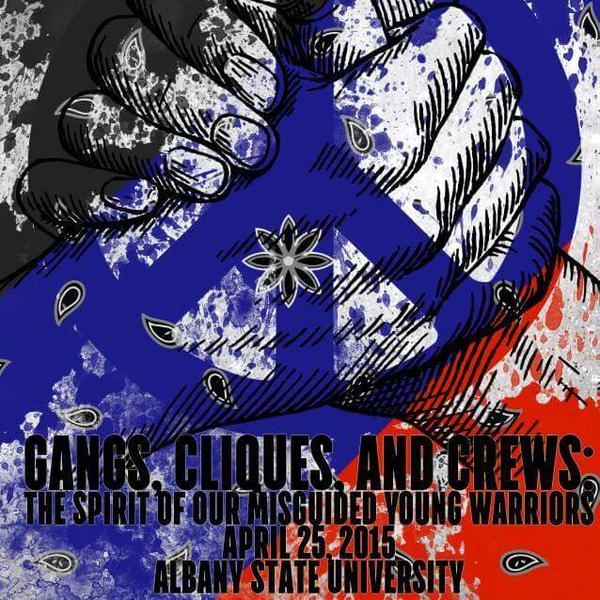 GANGS, CLIQUES, AND CREWS:
THE SPIRIT OF OUR MISGUIDED YOUNG WARRIORS
APRIL 25, 2015
ALBANY STATE UNIVERSITY